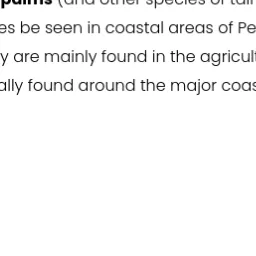 palms (and other species of tall
es be seen in coastal areas of Pe
y are mainly found in the agricult
ally found around the major coas